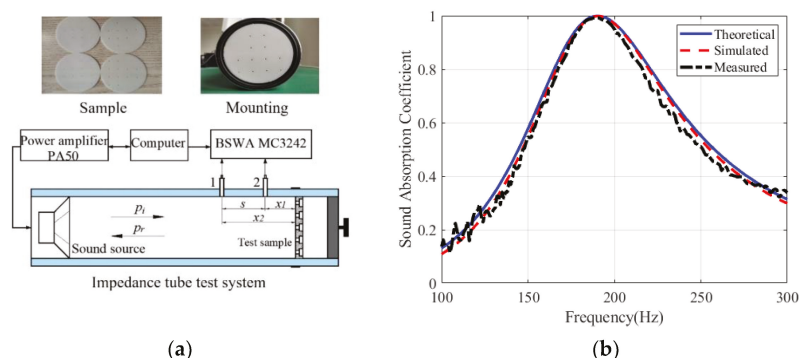 Sample
Mounting
Power amplifier
PA50
Computer
BSWA MC3242
1
2
s
x1
x2
pi
pr
Sound source
Test sample
Impedance tube test system
(a)
Sound Absorption Coefficient
1
0.8
0.6
0.4
0.2
0
100
150
200
250
300
Frequency(Hz)
Theoretical
Simulated
Measured
(b)